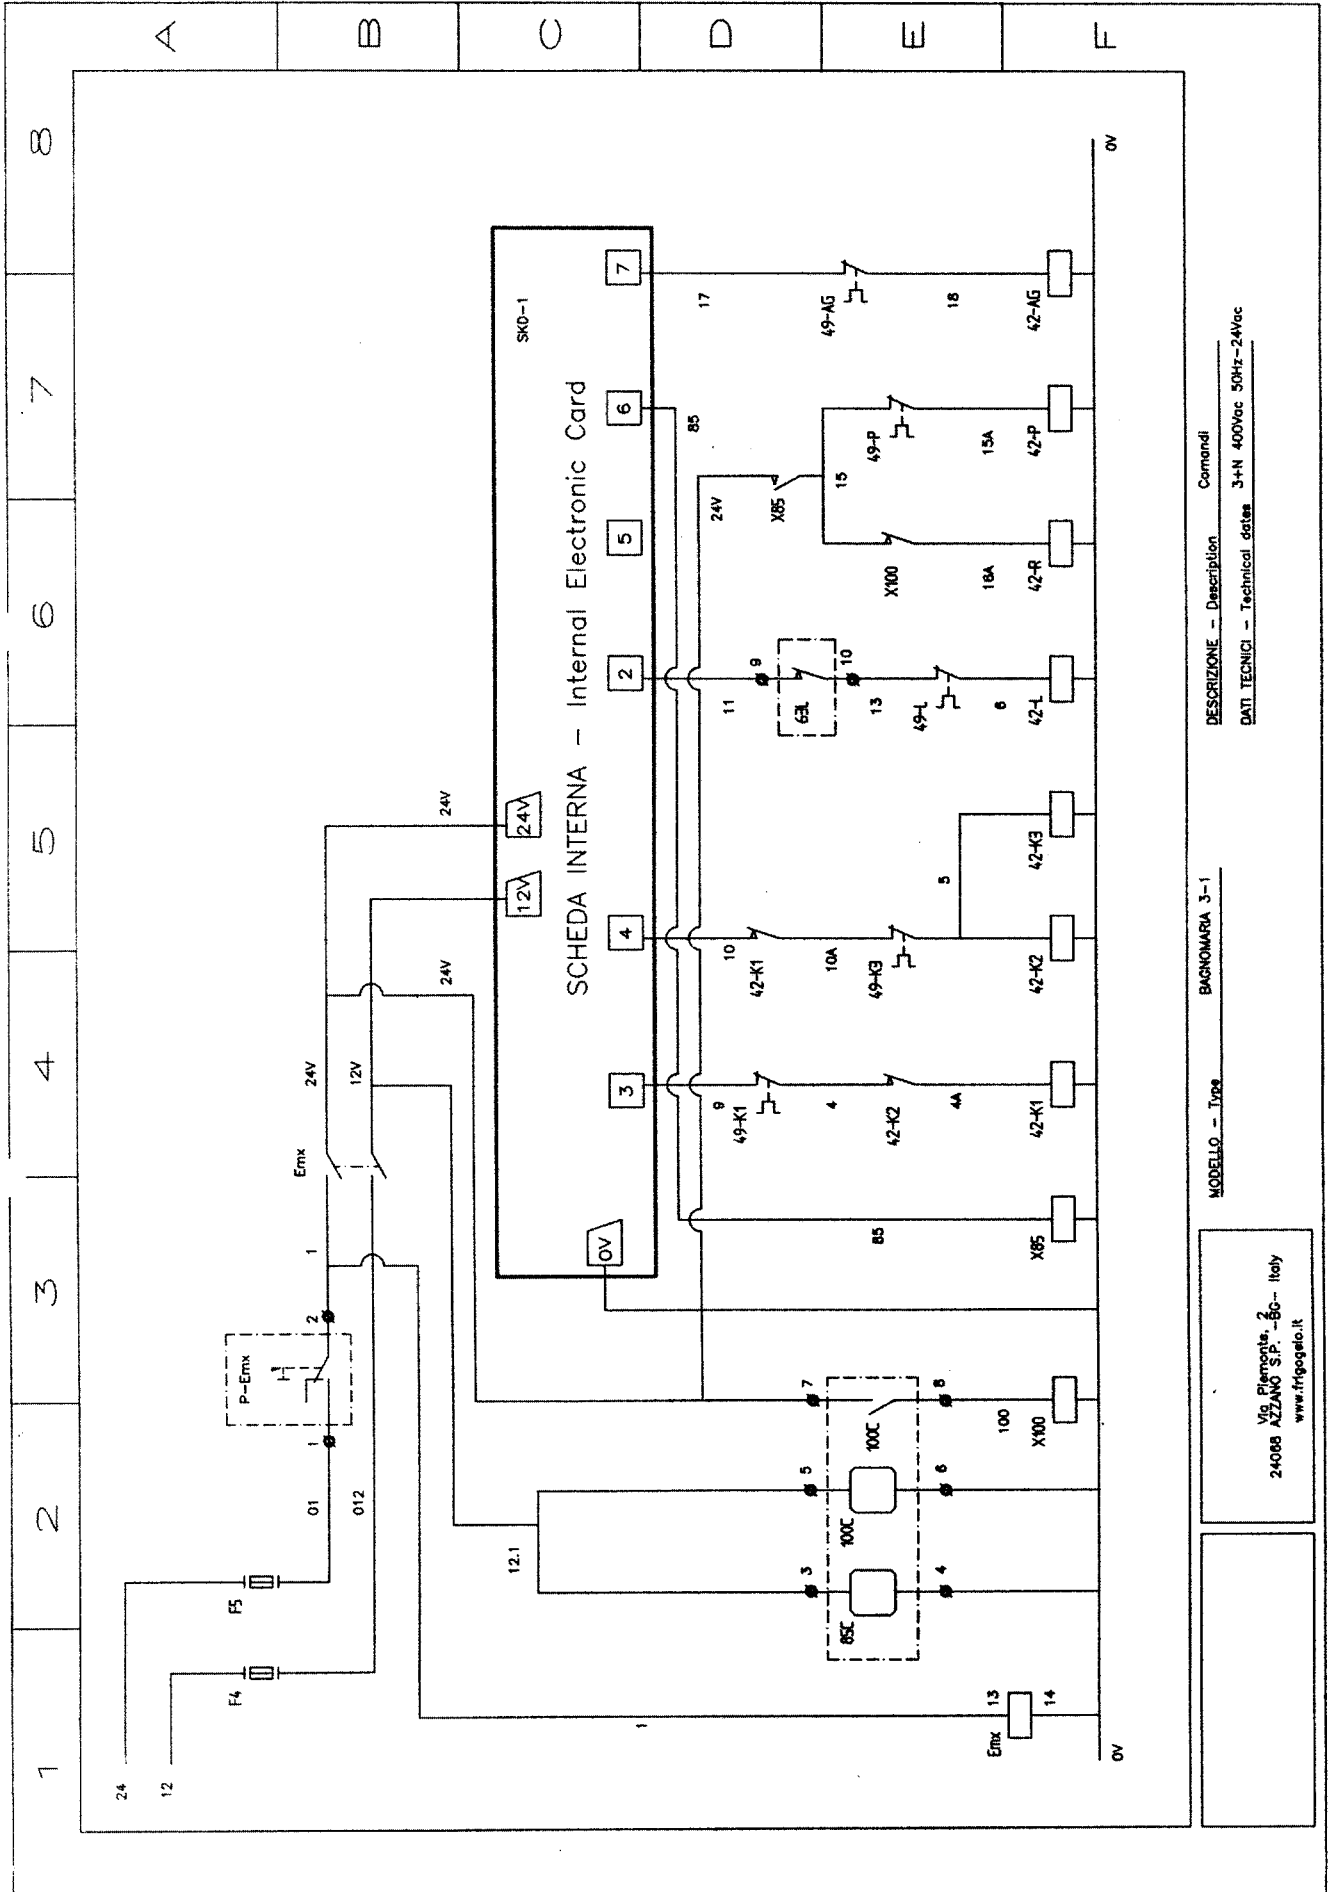 1 2 3 4 5 6 7 8
A
B
C
D
E
F
24
12
F4
F5
01
012
1
P-Emx
2
1
Emx
24V
12V
24V
24V
12.1
1
0V
12V
24V
SKD-1
SCHEDA INTERNA - Internal Electronic Card
3
4
2
5
6
7
9
49-K1
4
42-K2
4A
42-K1
10
42-K1
10A
49-K3
5
42-K2
42-K3
11
9
63L
10
13
49-L
6
42-L
24V
X85
15
X100
16A
42-R
85
49-P
15A
42-P
17
49-AG
18
42-AG
85
X85
3
85C
4
5
100C
6
7
100C
8
100
X100
Emx
13
14
0V
0V
Via Piemonte, 2
24068 AZZANO S.P. -BG- Italy
www.frigogelo.it
MODELLO - Type BAGNOMARIA 3-1
DESCRIZIONE - Description Comandi
DATI TECNICI - Technical dates 3+N 400Vac 50Hz-24Vac